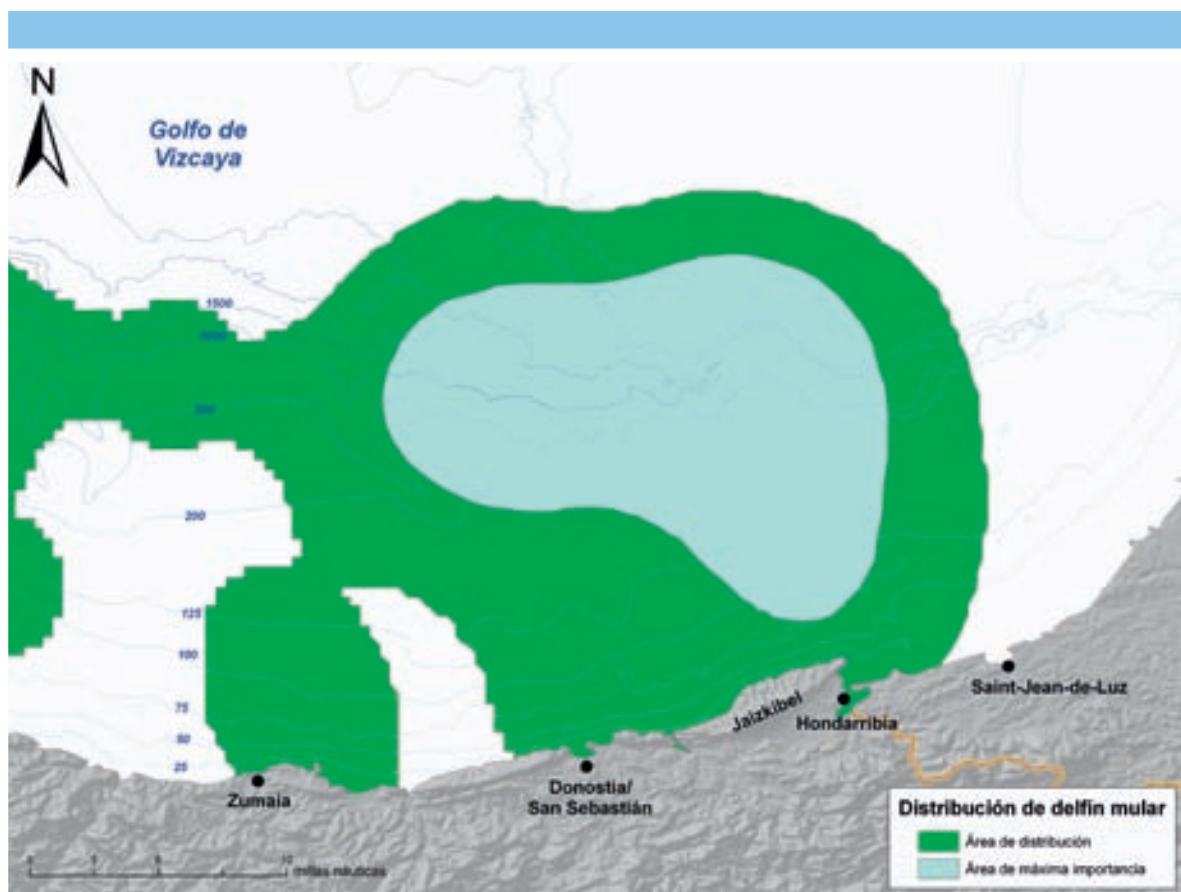 N
Golfo de
Vizcaya
1500
1000
500
200
125
100
75
50
25
Jaizkibel
Saint-Jean-de-Luz
Hondarribia
Zumaia
Donostia/
San Sebastián
10
millas náuticas
Distribución de delfín mular
Área de distribución
Área de máxima importancia